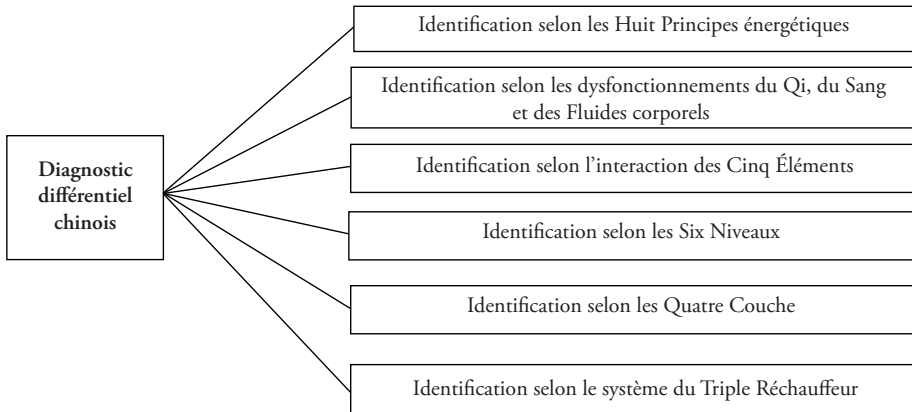 Identification selon les Huit Principes énergétiques
Identification selon les dysfonctionnements du Qi, du Sang
et des Fluides corporels
Diagnostic
différentiel
chinois
Identification selon l'interaction des Cinq Éléments
Identification selon les Six Niveaux
Identification selon les Quatre Couche
Identification selon le système du Triple Réchauffeur